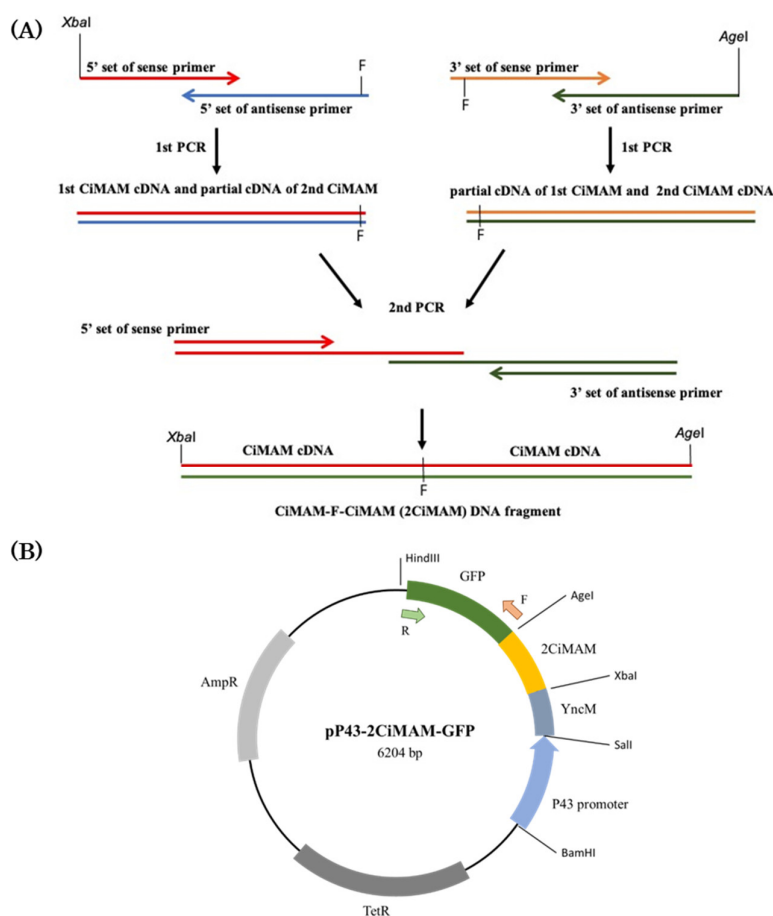 (A)
XbaI
5' set of sense primer
F
5' set of antisense primer
1st PCR
1st CiMAM cDNA and partial cDNA of 2nd CiMAM
F
AgeI
3' set of sense primer
F
3' set of antisense primer
1st PCR
partial cDNA of 1st CiMAM and 2nd CiMAM cDNA
F
2nd PCR
5' set of sense primer
3' set of antisense primer
XbaI
CiMAM cDNA
CiMAM cDNA
AgeI
F
CiMAM-F-CiMAM (2CiMAM) DNA fragment
(B)
HindIII
GFP
F
AgeI
R
2CiMAM
AmpR
XbaI
YncM
pP43-2CiMAM-GFP
6204 bp
SalI
P43 promoter
BamHI
TetR